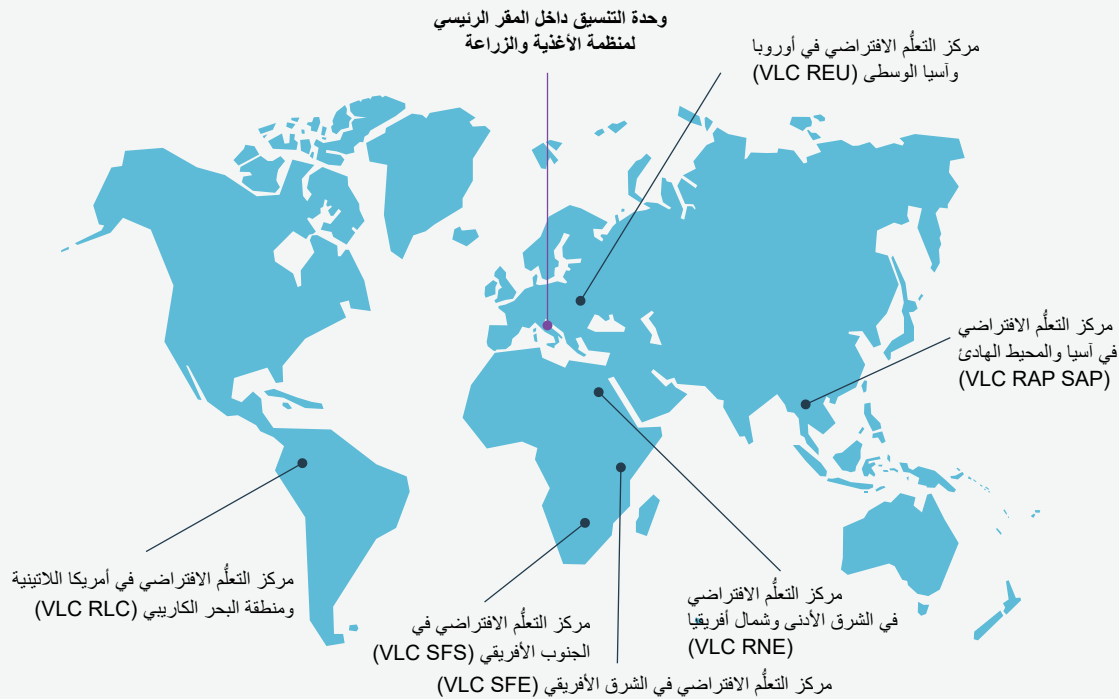 وحدة التنسيق داخل المقر الرئيسي
لمنظمة الأغذية والزراعة
مركز التعلُّم الافتراضي في أوروبا
وآسيا الوسطى (VLC REU)
مركز التعلُّم الافتراضي
في آسيا والمحيط الهادئ
(VLC RAP SAP)
مركز التعلُّم الافتراضي في أمريكا اللاتينية
ومنطقة البحر الكاريبي (VLC RLC)
مركز التعلُّم الافتراضي
في الشرق الأدنى وشمال أفريقيا
(VLC RNE)
مركز التعلُّم الافتراضي في
الجنوب الأفريقي (VLC SFS)
مركز التعلُّم الافتراضي في الشرق الأفريقي (VLC SFE)